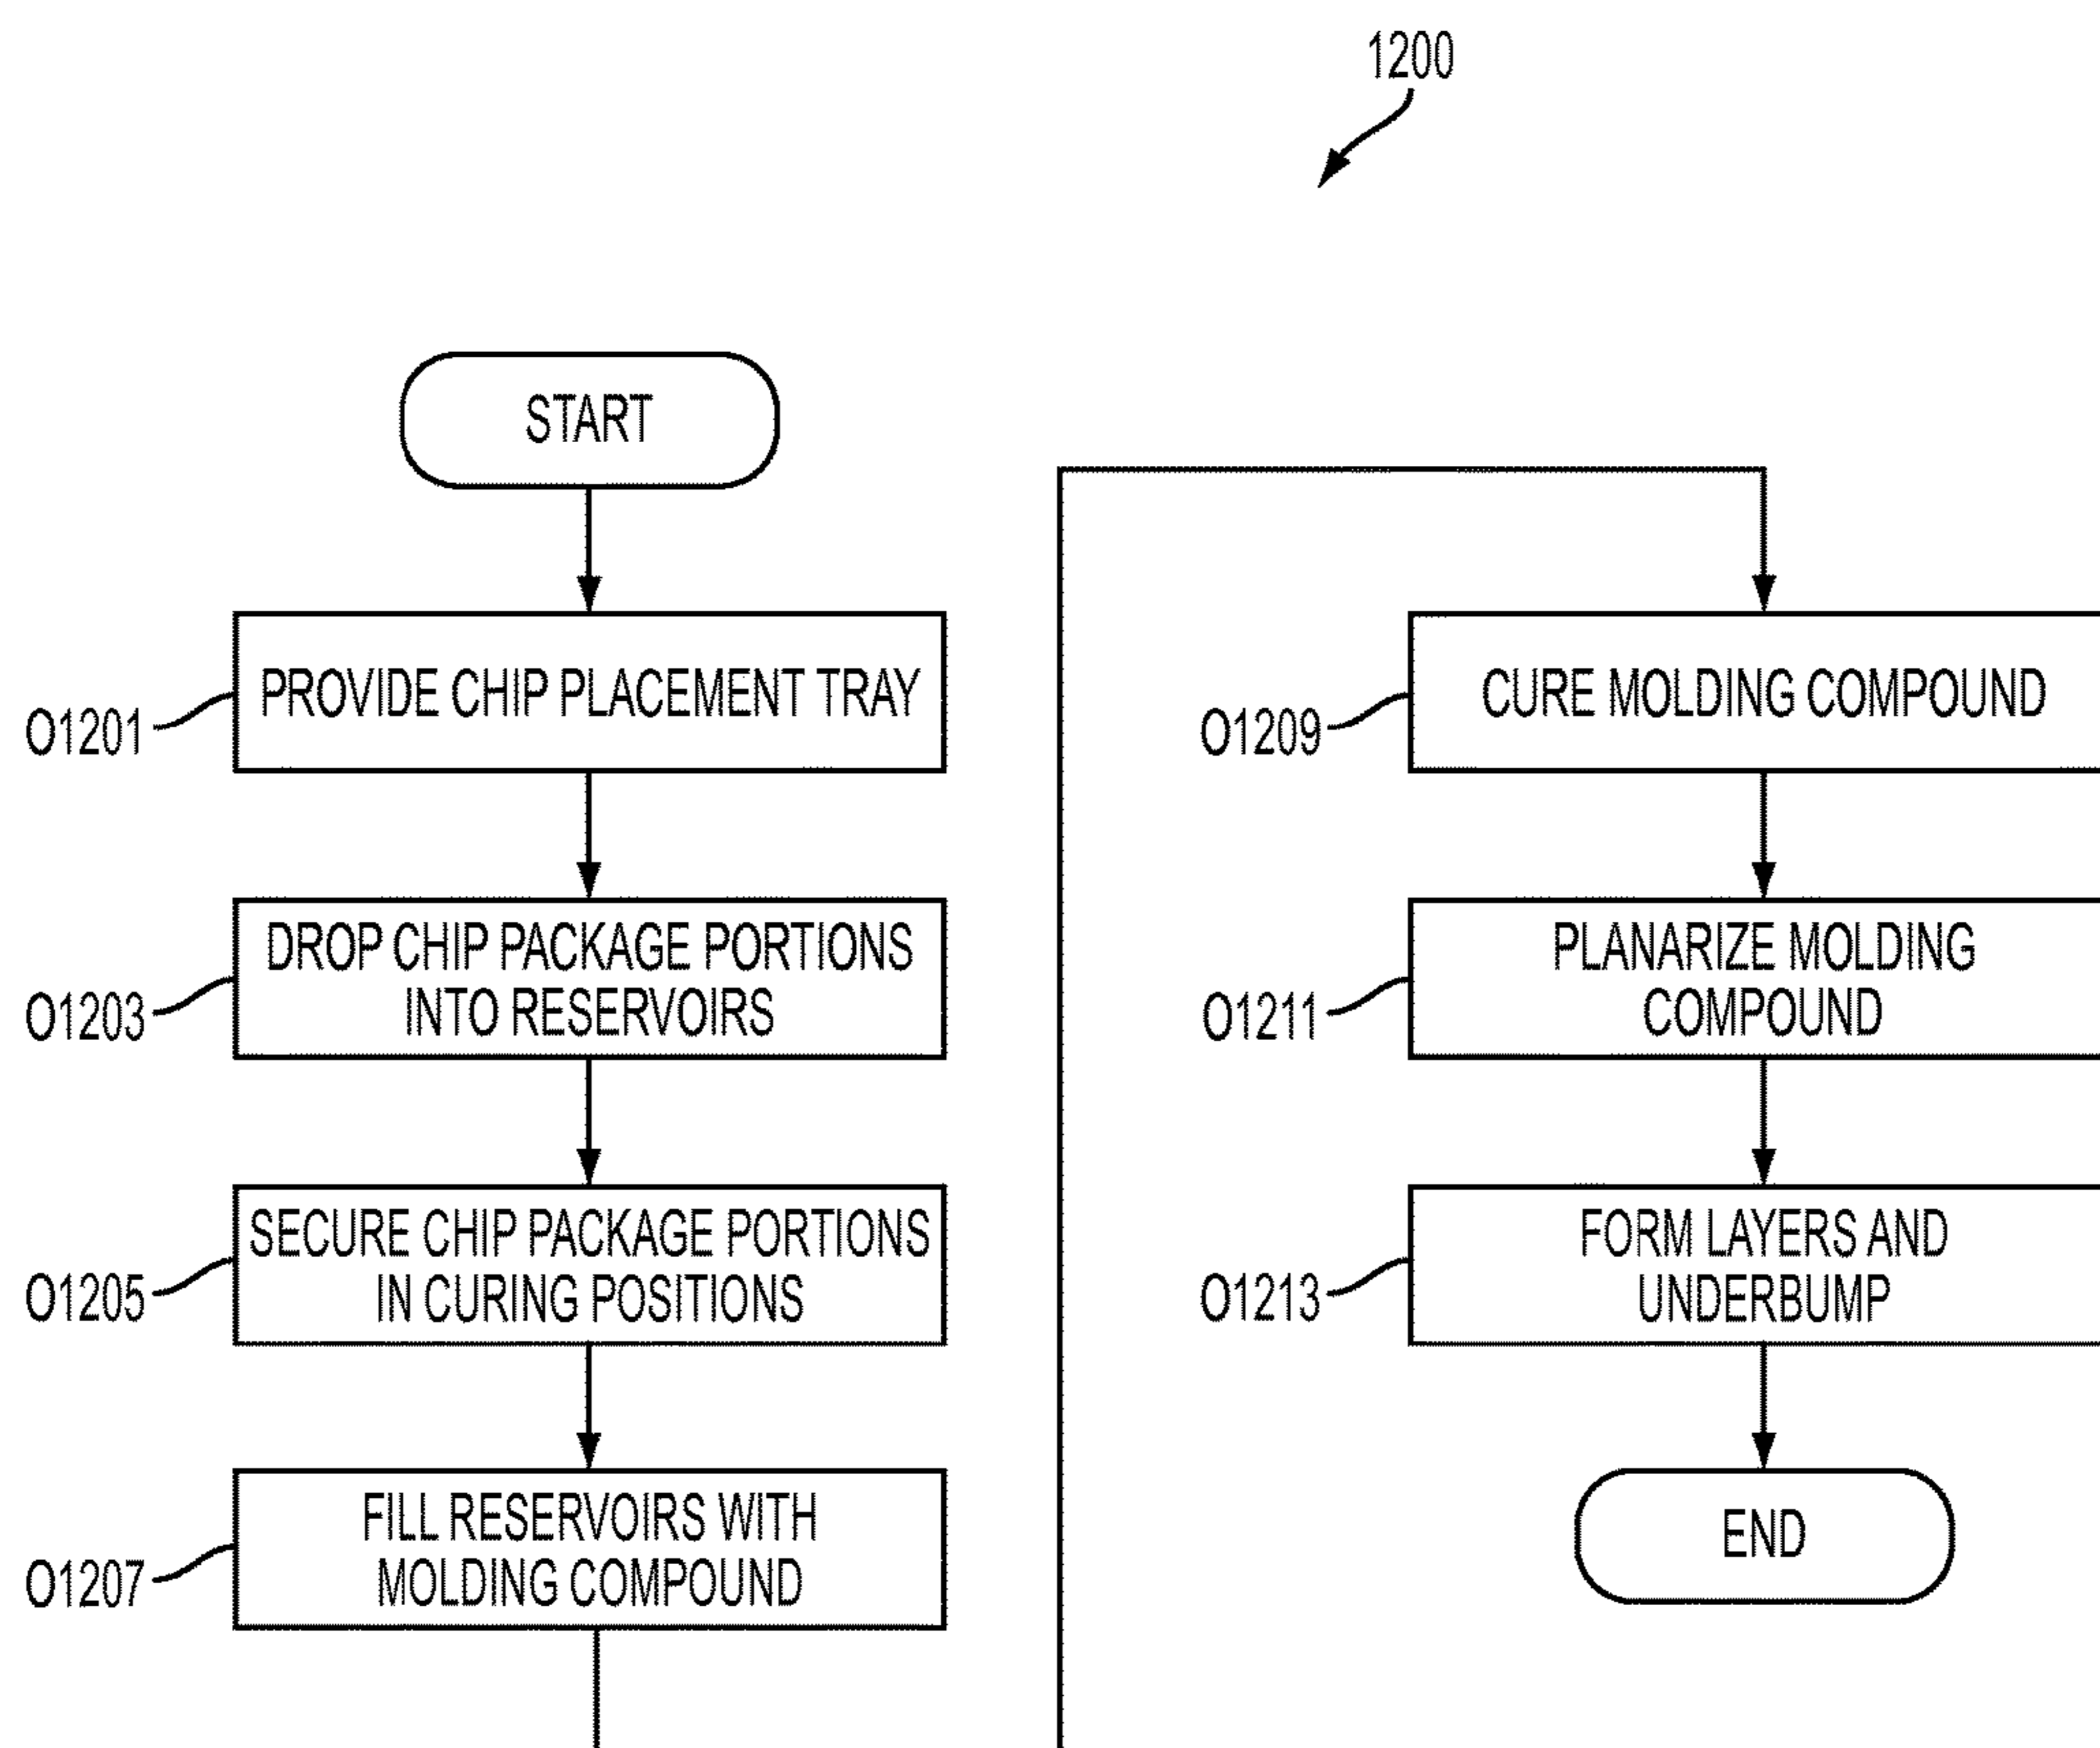 1200
START
PROVIDE CHIP PLACEMENT TRAY
O1201
DROP CHIP PACKAGE PORTIONS
INTO RESERVOIRS
O1203
SECURE CHIP PACKAGE PORTIONS
IN CURING POSITIONS
O1205
FILL RESERVOIRS WITH
MOLDING COMPOUND
O1207
CURE MOLDING COMPOUND
O1209
PLANARIZE MOLDING
COMPOUND
O1211
FORM LAYERS AND
UNDERBUMP
O1213
END